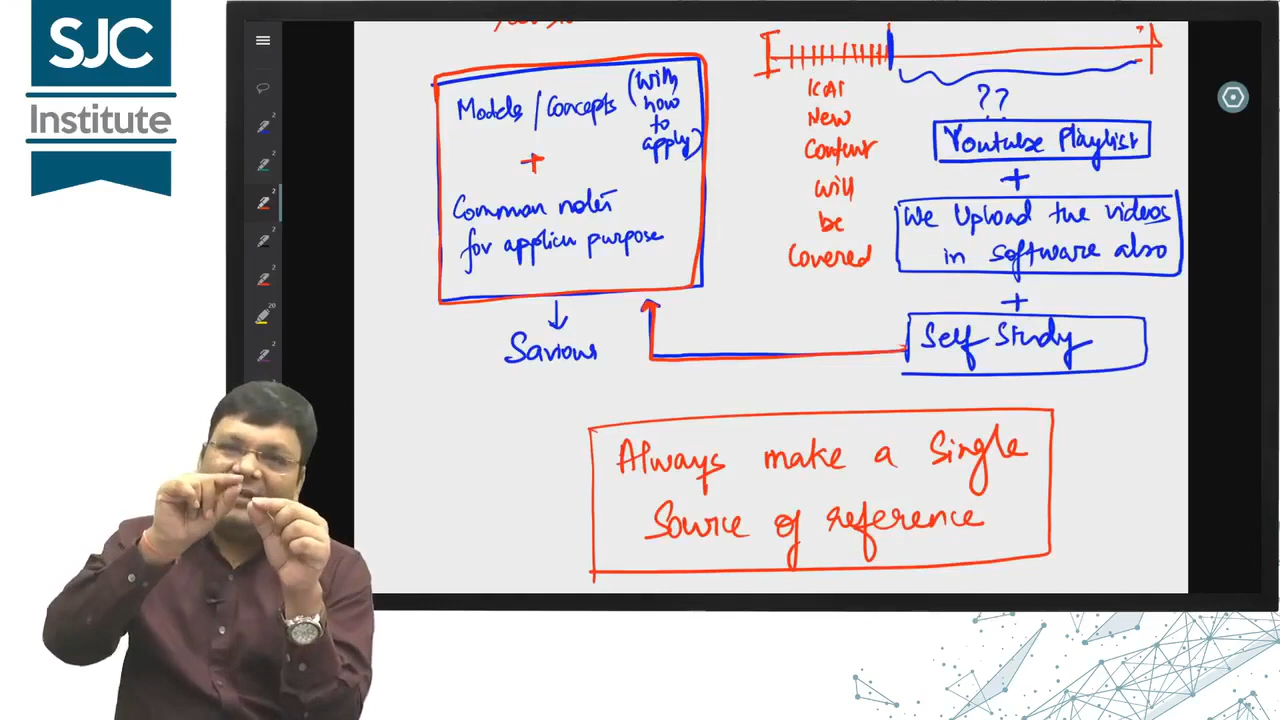 SJC
Institute
Models / Concepts (with
how
to
apply)
+
Common notes
for applicn purpose
↓
Saviour
ICAI
New
Content
will
be
Covered
??
Youtube Playlist
+
We Upload the videos
in software also
+
Self Study
Always make a Single
Source of reference